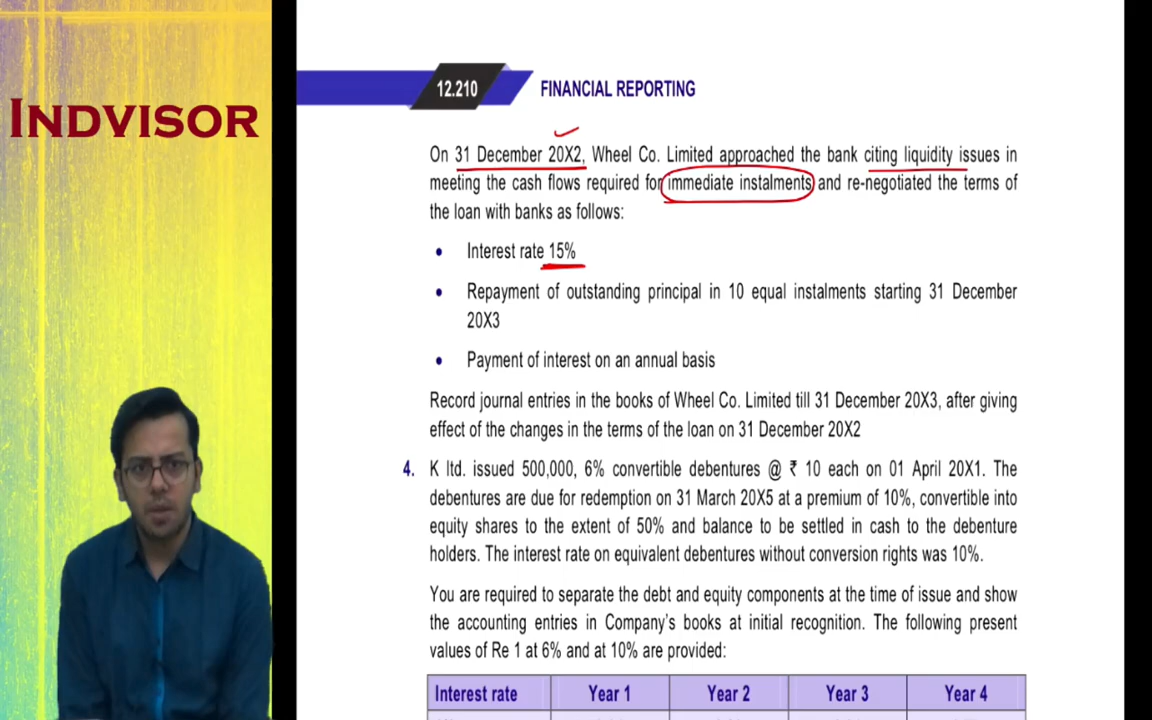 INDVISOR
12.210 FINANCIAL REPORTING
On 31 December 20X2, Wheel Co. Limited approached the bank citing liquidity issues in
meeting the cash flows required for immediate instalments and re-negotiated the terms of
the loan with banks as follows:
• Interest rate 15%
• Repayment of outstanding principal in 10 equal instalments starting 31 December
20X3
• Payment of interest on an annual basis
Record journal entries in the books of Wheel Co. Limited till 31 December 20X3, after giving
effect of the changes in the terms of the loan on 31 December 20X2
4. K ltd. issued 500,000, 6% convertible debentures @ ₹ 10 each on 01 April 20X1. The
debentures are due for redemption on 31 March 20X5 at a premium of 10%, convertible into
equity shares to the extent of 50% and balance to be settled in cash to the debenture
holders. The interest rate on equivalent debentures without conversion rights was 10%.
You are required to separate the debt and equity components at the time of issue and show
the accounting entries in Company's books at initial recognition. The following present
values of Re 1 at 6% and at 10% are provided:
Interest rate Year 1 Year 2 Year 3 Year 4